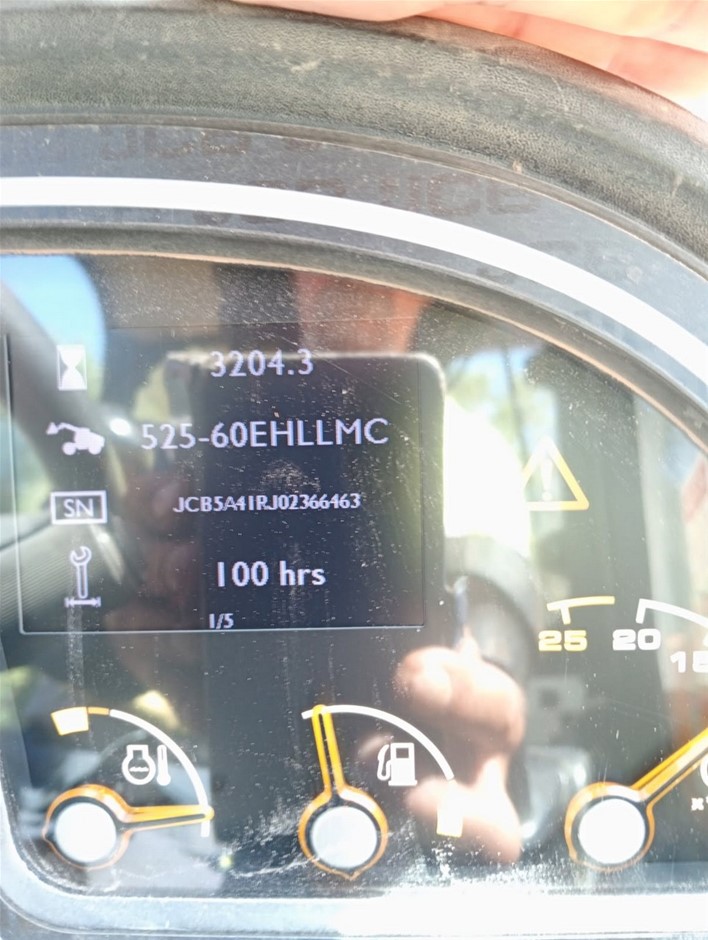 3204.3
525-60EHLLMC
SN JCB5A41RJ02366463
100 hrs
1/5
25 20